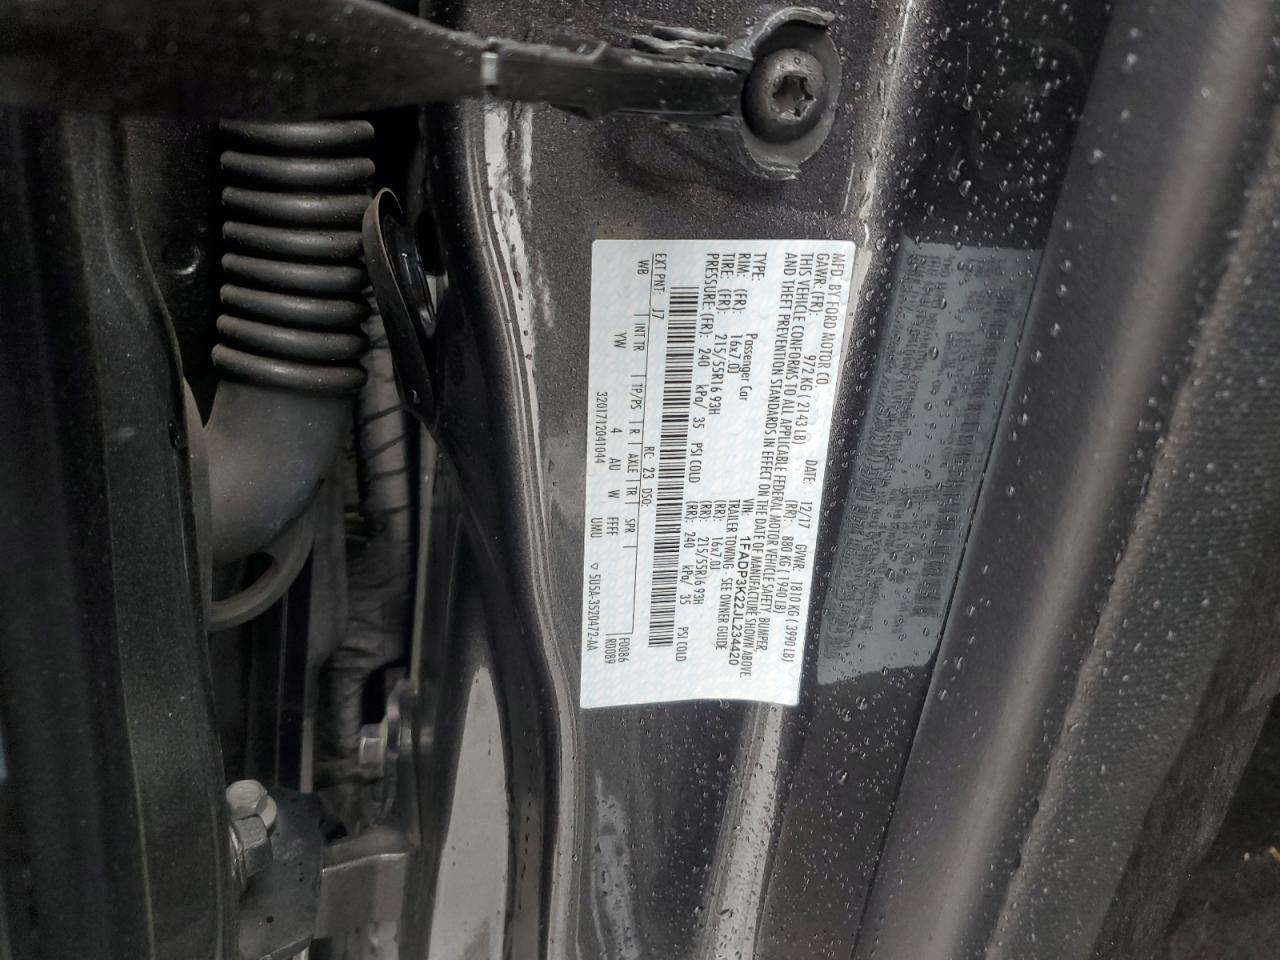 MFD. BY FORD MOTOR CO.
DATE: 12/17 GVWR: 1810 KG ( 3990 LB)
GAWR: (FR): 972 KG ( 2143 LB) (RR): 880 KG ( 1940 LB)
THIS VEHICLE CONFORMS TO ALL APPLICABLE FEDERAL MOTOR VEHICLE SAFETY, BUMPER,
AND THEFT PREVENTION STANDARDS IN EFFECT ON THE DATE OF MANUFACTURE SHOWN ABOVE.
VIN: 1FADP3K22JL234420
TYPE: Passenger Car TRAILER TOWING - SEE OWNER GUIDE
RIM: (FR): 16x7.0J (RR): 16x7.0J
TIRE: (FR): 215/55R16 93H (RR): 215/55R16 93H
PRESSURE: (FR): 240 kPa/ 35 PSI COLD (RR): 240 kPa/ 35 PSI COLD
EXT PNT: J7 RC: 23 DSO:
WB INT TR TP/PS R AXLE TR SPR F0086
YW 4 AU W FFFF R0089
UMU
3201712041044 5U5A-3520472-AA